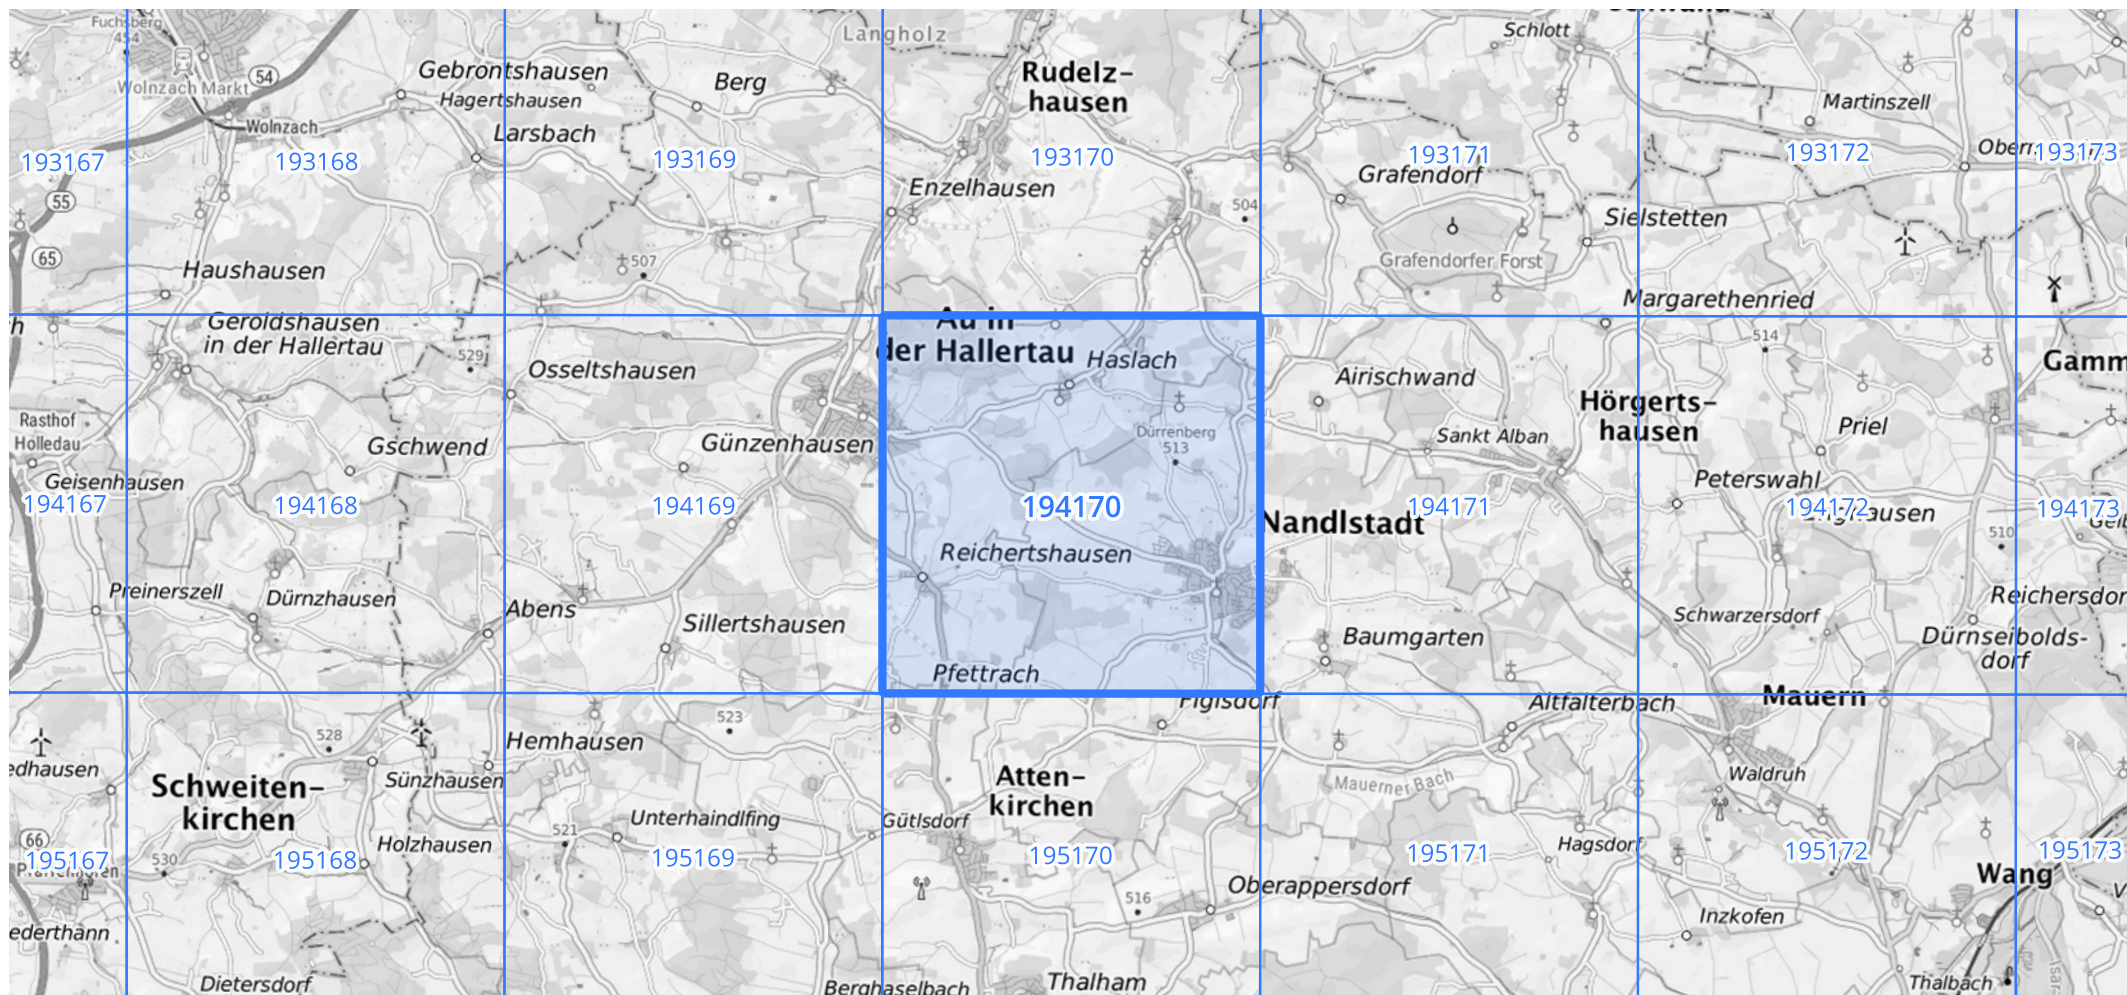 Fuchsberg
454
Wolnzach Markt
54
Wolnzach
Gebrontshausen
Hagertshausen
Larsbach
Berg
Langholz
Rudelz-
hausen
Schlott
Martinszell
193167
193168
193169
193170
193171
193172
193173
55
Enzelhausen
504
Grafendorf
Sielstetten
65
Haushausen
507
Grafendorfer Forst
Margarethenried
Geroldshausen
in der Hallertau
529
Osseltshausen
Au in
der Hallertau
Haslach
Airischwand
514
Hörgerts-
hausen
Rasthof
Holledau
Gschwend
Günzenhausen
Dürrenberg
513
Sankt Alban
Priel
Geisenhausen
Peterswahl
194167
194168
194169
194170
194171
194172
194173
Nandlstadt
510
Reichertshausen
Preinerszell
Dürnzhausen
Abens
Sillertshausen
Baumgarten
Schwarzersdorf
Dürnseibolds-
dorf
Pfettrach
Figlsdorf
Altfalterbach
Mauern
528
523
Hemhausen
Schweiten-
kirchen
Sünzhausen
Atten-
kirchen
Mauerner Bach
Waldruh
66
Holzhausen
521
Unterhaindlfing
Gütlsdorf
Hagsdorf
530
Pfaffenhofen
195167
195168
195169
195170
195171
195172
195173
Wang
516
Oberappersdorf
Inzkofen
Dietersdorf
Berghaselbach
Thalham
Thalbach